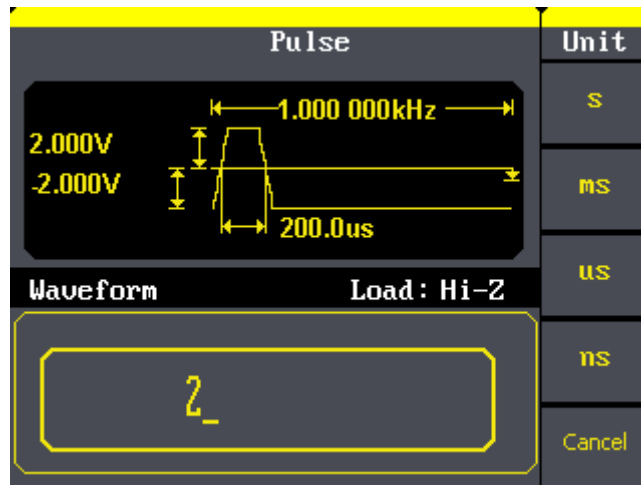 Pulse
Unit
1.000 000kHz
s
2.000V
-2.000V
ms
200.0us
us
Waveform Load: Hi-Z
ns
2_
Cancel